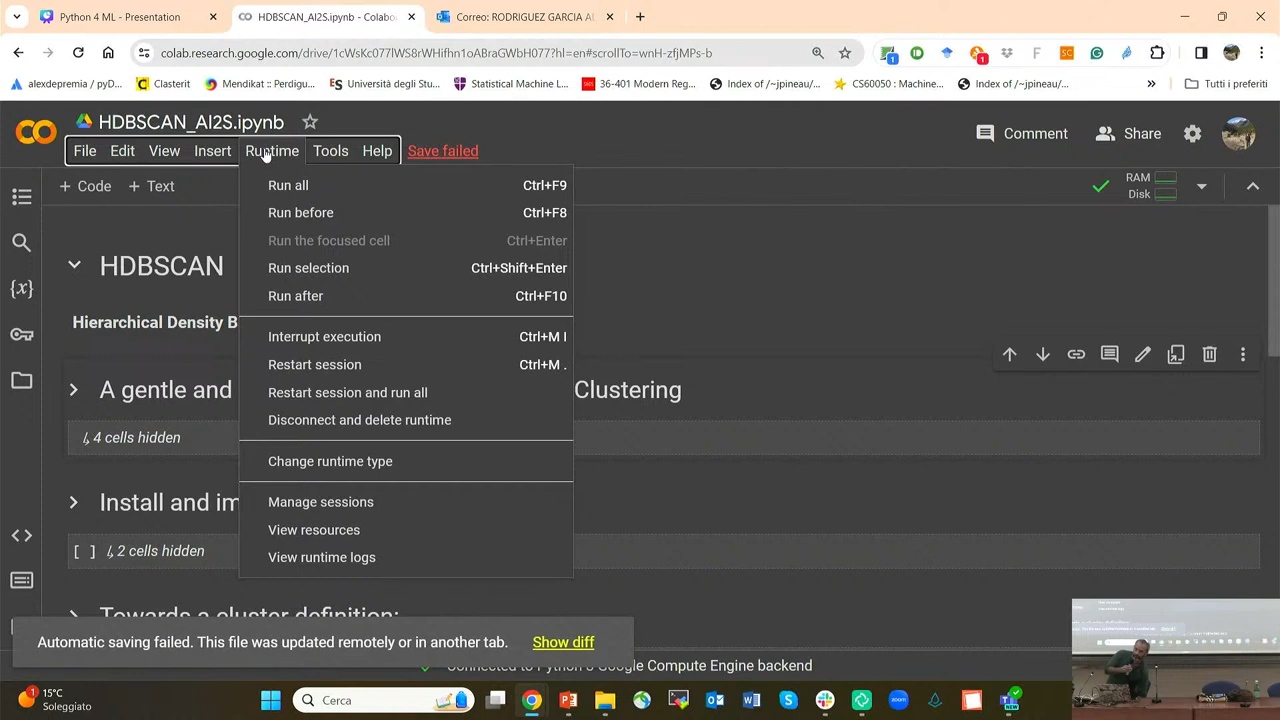 Python 4 ML - Presentation
HDBSCAN_AI2S.ipynb - Colabo
Correo: RODRIGUEZ GARCIA AL
colab.research.google.com/drive/1cWsKc077lWS8rWHifhn1oABraGWbH077?hl=en#scrollTo=wnH-zfjMPs-b
alexdepremia / pyD...
Clasterit
Mendikat :: Perdigu...
Università degli Stu...
Statistical Machine L...
36-401 Modern Regr...
Index of /~jpineau/...
CS60050 : Machine...
Index of /~jpineau/...
Tutti i preferiti
HDBSCAN_AI2S.ipynb
Comment
Share
File Edit View Insert Runtime Tools Help Save failed
+ Code + Text
RAM
Disk
Run all Ctrl+F9
Run before Ctrl+F8
Run the focused cell Ctrl+Enter
Run selection Ctrl+Shift+Enter
Run after Ctrl+F10
Interrupt execution Ctrl+M I
Restart session Ctrl+M .
Restart session and run all
Disconnect and delete runtime
Change runtime type
Manage sessions
View resources
View runtime logs
HDBSCAN
Hierarchical Density B
A gentle and Clustering
4 cells hidden
Install and im
[ ] 2 cells hidden
Towards a cluster definition:
Automatic saving failed. This file was updated remotely or in another tab. Show diff
Connected to Python 3 Google Compute Engine backend
15°C
Soleggiato
Cerca